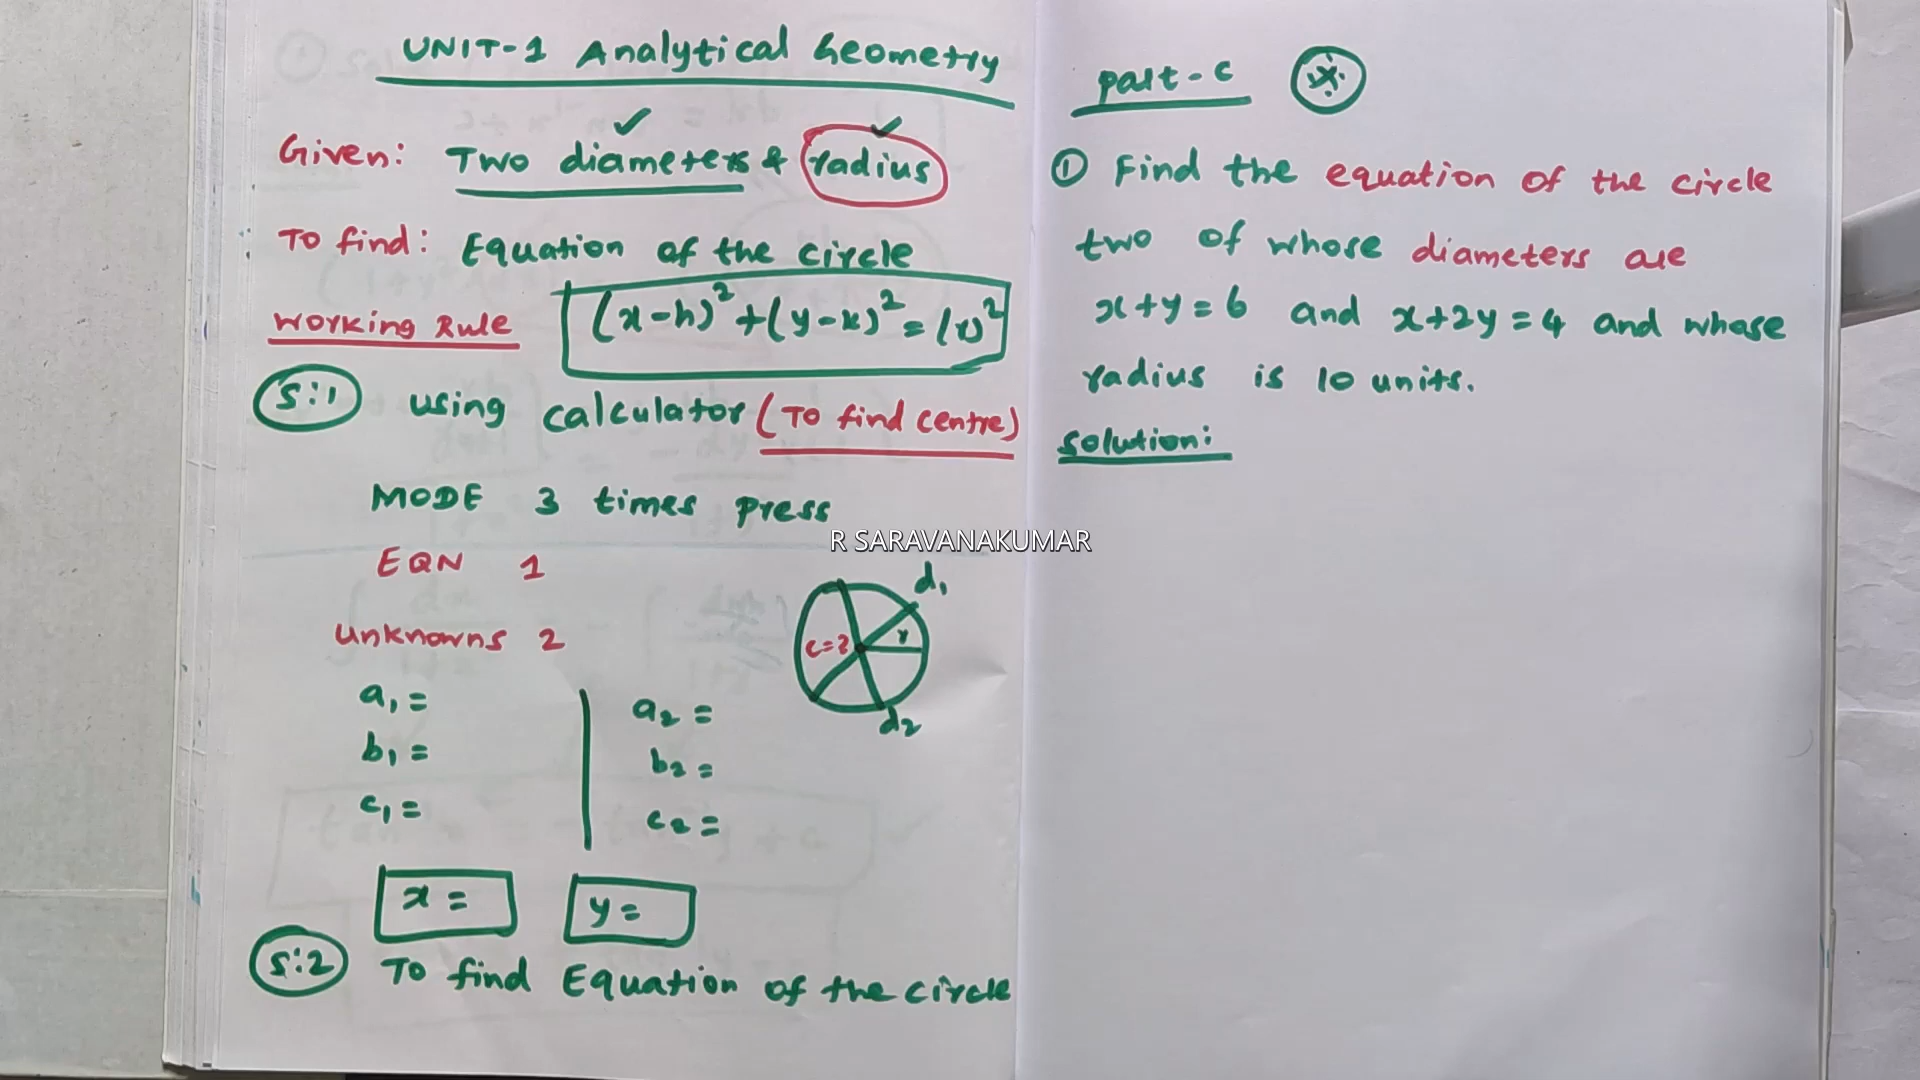 UNIT-1 Analytical Geometry
Given: Two diameters & radius
To find: Equation of the circle
Working Rule (x-h)² + (y-k)² = (r)²
S:1 using calculator (To find centre)
MODE 3 times press
EQN 1
Unknowns 2
a₁ = a₂ =
b₁ = b₂ =
c₁ = c₂ =
x = y =
S:2 To find Equation of the circle
d₁
c=? r
d₂
R SARAVANAKUMAR
Part-C
① Find the equation of the circle
two of whose diameters are
x+y=6 and x+2y=4 and whose
radius is 10 units.
Solution: